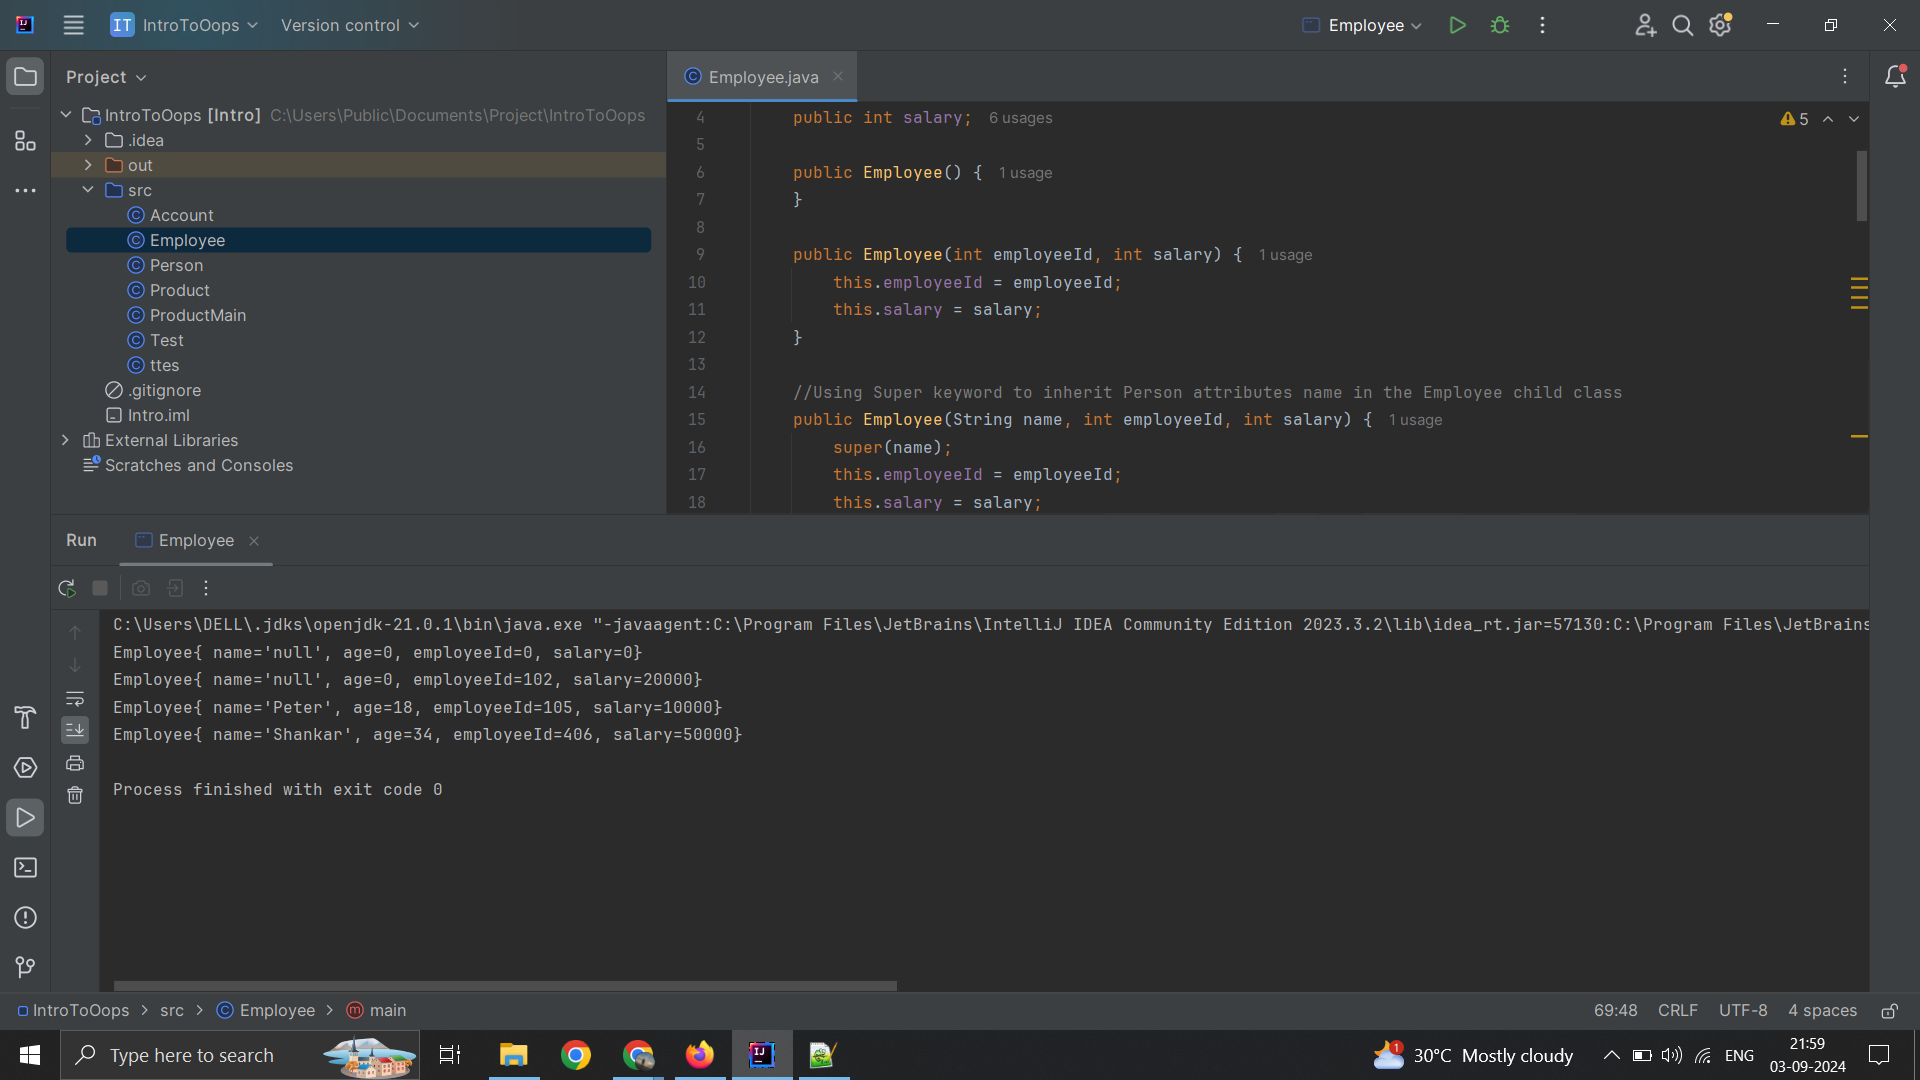 IT IntroToOops Version control Employee
Project
IntroToOops [Intro] C:\Users\Public\Documents\Project\IntroToOops
.idea
out
src
Account
Employee
Person
Product
ProductMain
Test
ttes
.gitignore
Intro.iml
External Libraries
Scratches and Consoles
Employee.java
5
4 public int salary; 6 usages
5
6 public Employee() { 1 usage
7 }
8
9 public Employee(int employeeId, int salary) { 1 usage
10 this.employeeId = employeeId;
11 this.salary = salary;
12 }
13
14 //Using Super keyword to inherit Person attributes name in the Employee child class
15 public Employee(String name, int employeeId, int salary) { 1 usage
16 super(name);
17 this.employeeId = employeeId;
18 this.salary = salary;
Run Employee
C:\Users\DELL\.jdks\openjdk-21.0.1\bin\java.exe "-javaagent:C:\Program Files\JetBrains\IntelliJ IDEA Community Edition 2023.3.2\lib\idea_rt.jar=57130:C:\Program Files\JetBrains
Employee{ name='null', age=0, employeeId=0, salary=0}
Employee{ name='null', age=0, employeeId=102, salary=20000}
Employee{ name='Peter', age=18, employeeId=105, salary=10000}
Employee{ name='Shankar', age=34, employeeId=406, salary=50000}
Process finished with exit code 0
IntroToOops > src > Employee > main
69:48 CRLF UTF-8 4 spaces
Type here to search
1 30°C Mostly cloudy ENG
21:59
03-09-2024